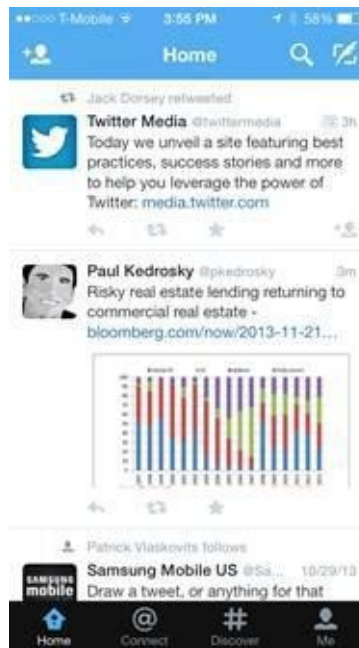 T-Mobile 3:55 PM 58%
Home
Jack Dorsey retweeted
Twitter Media @twittermedia 3h
Today we unveil a site featuring best
practices, success stories and more
to help you leverage the power of
Twitter: media.twitter.com
Paul Kedrosky @pkedrosky 3m
Risky real estate lending returning to
commercial real estate -
bloomberg.com/now/2013-11-21...
Patrick Vlaskovits follows
SAMSUNG
mobile
Samsung Mobile US @Sa... 10/29/13
Draw a tweet, or anything for that
Home Connect Discover Me